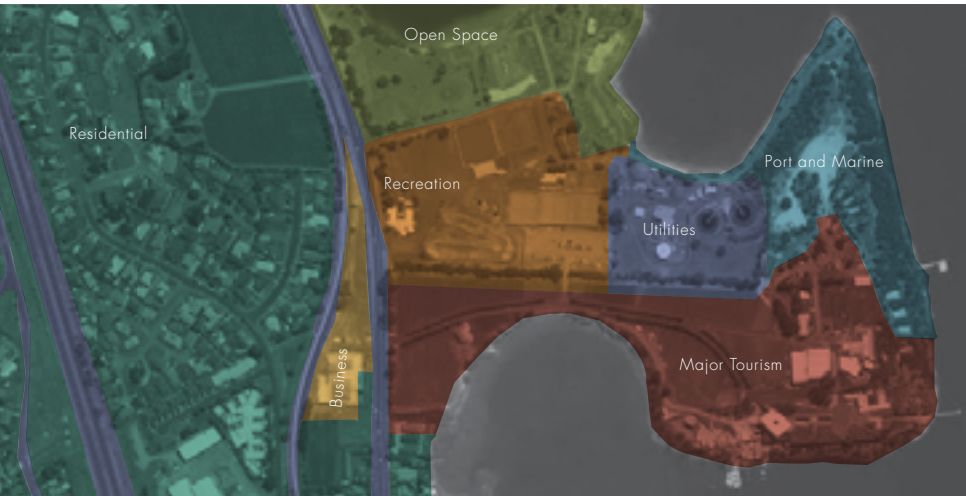 Open Space
Residential
Port and Marine
Recreation
Utilities
Major Tourism
Business